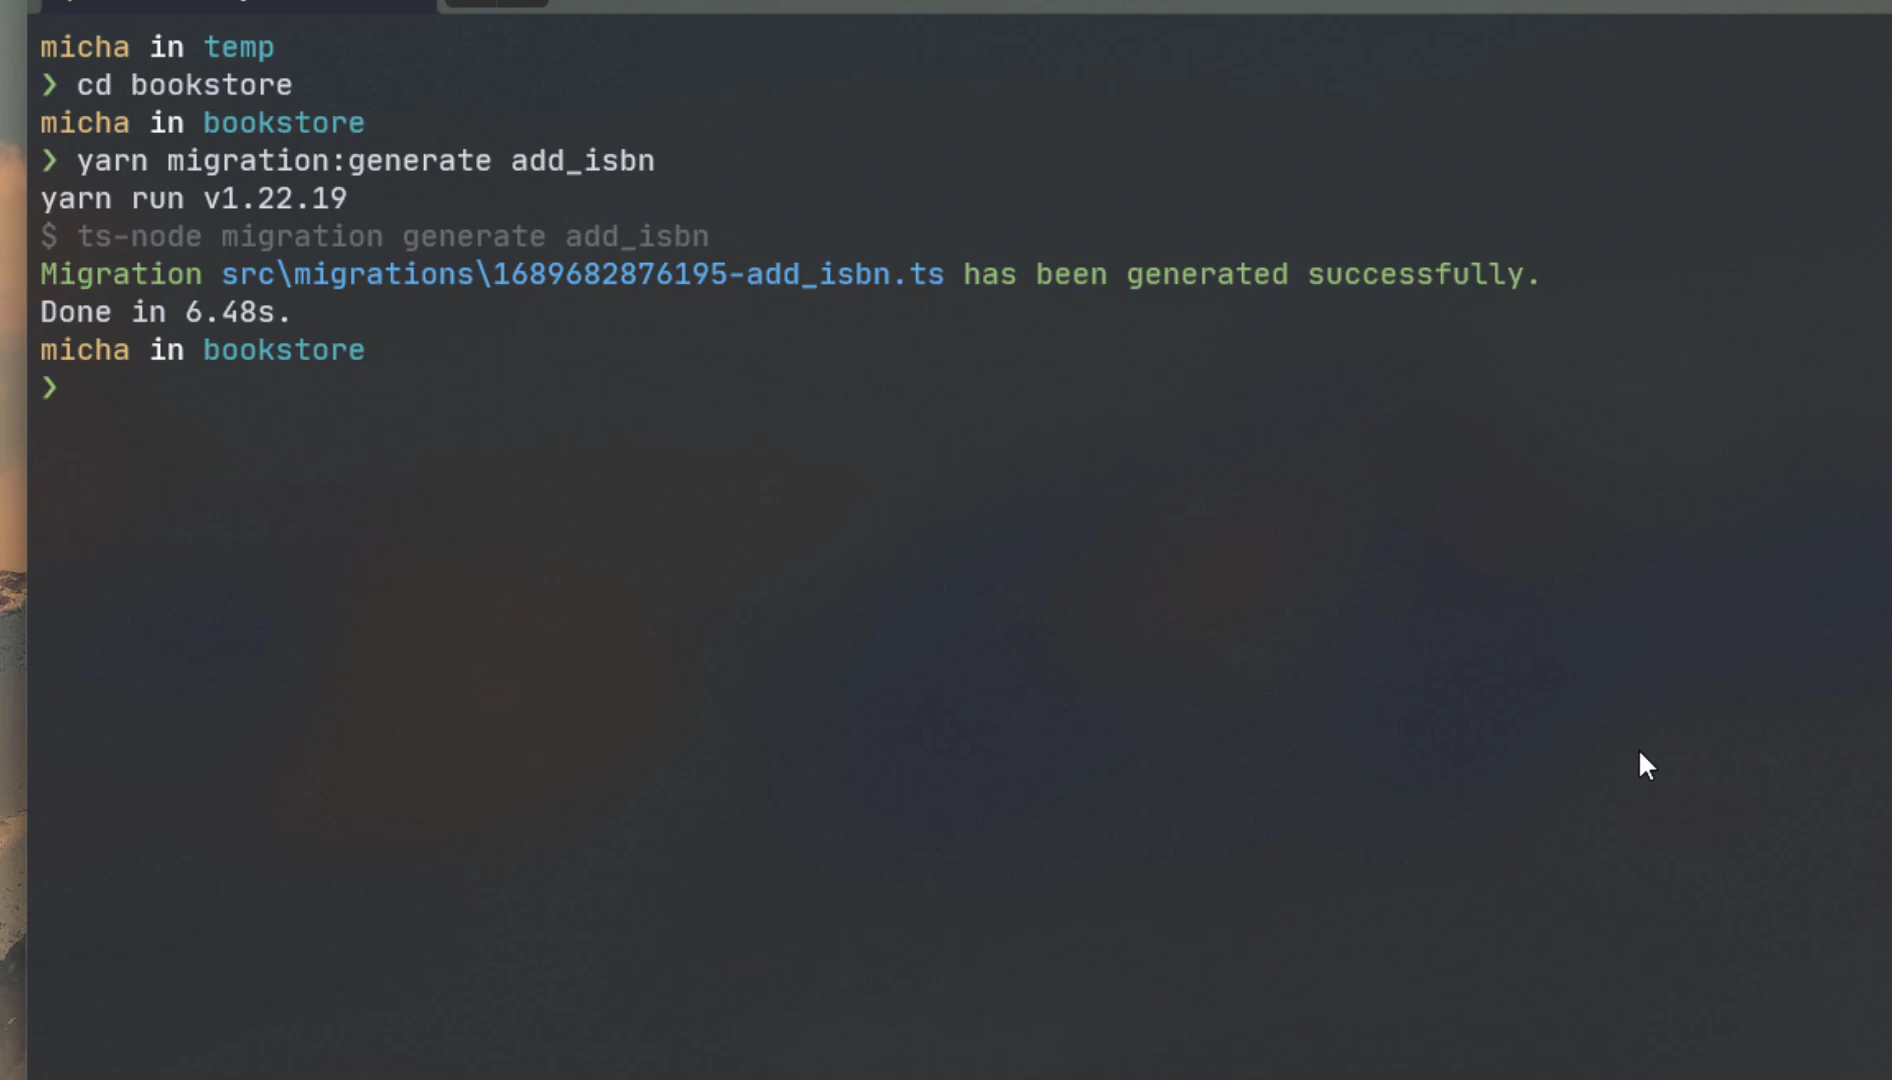 micha in temp
❯ cd bookstore
micha in bookstore
❯ yarn migration:generate add_isbn
yarn run v1.22.19
$ ts-node migration generate add_isbn
Migration src\migrations\1689682876195-add_isbn.ts has been generated successfully.
Done in 6.48s.
micha in bookstore
❯